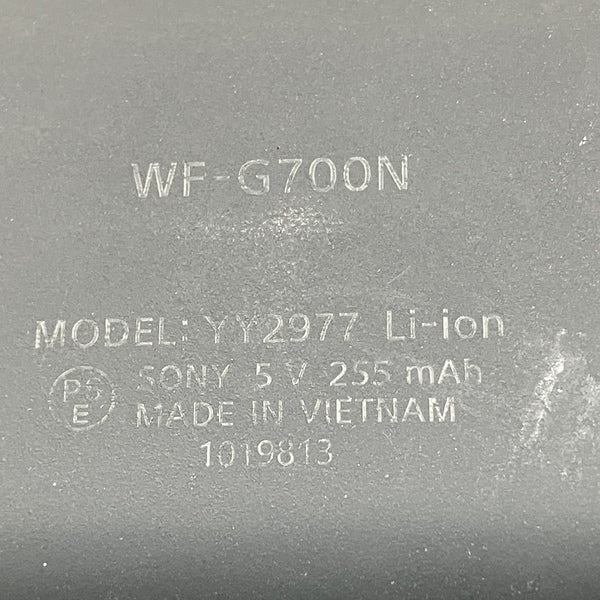 WF-G700N
MODEL: YY2977 Li-ion
PS E SONY 5 V 255 mAh
MADE IN VIETNAM
1019813